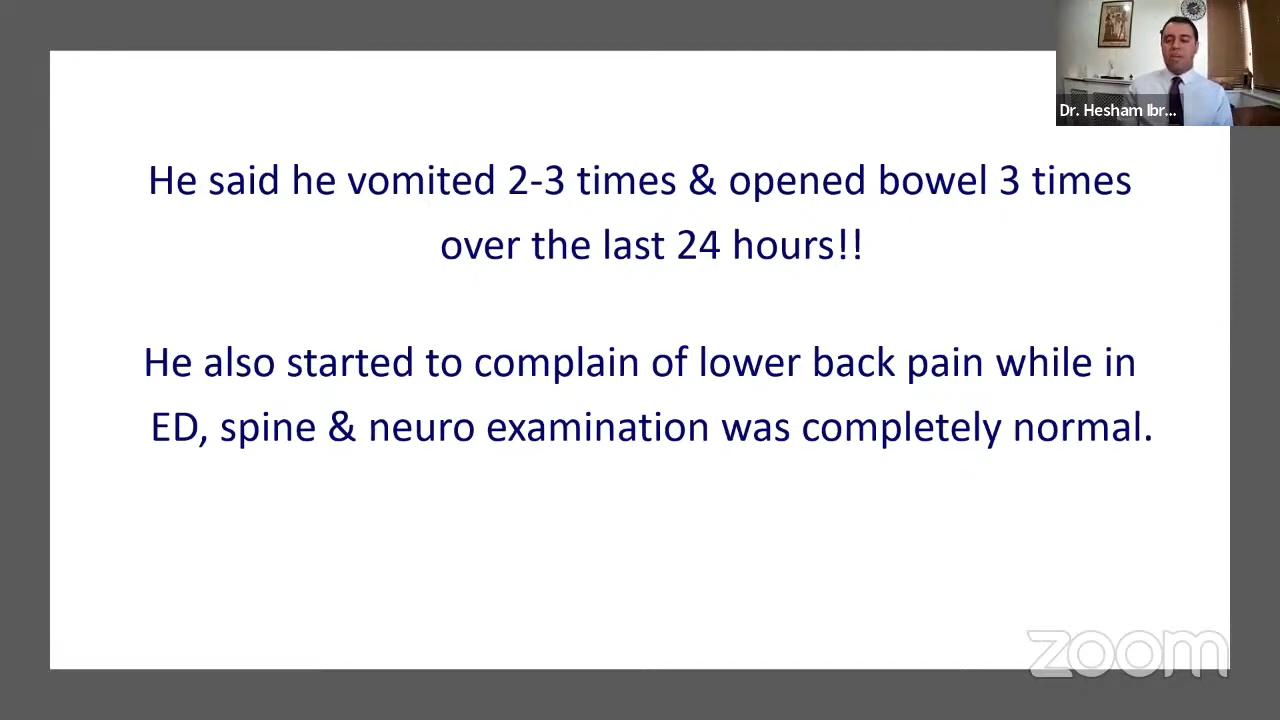 Dr. Hesham Ibr...
He said he vomited 2-3 times & opened bowel 3 times
over the last 24 hours!!
He also started to complain of lower back pain while in
ED, spine & neuro examination was completely normal.
zoom